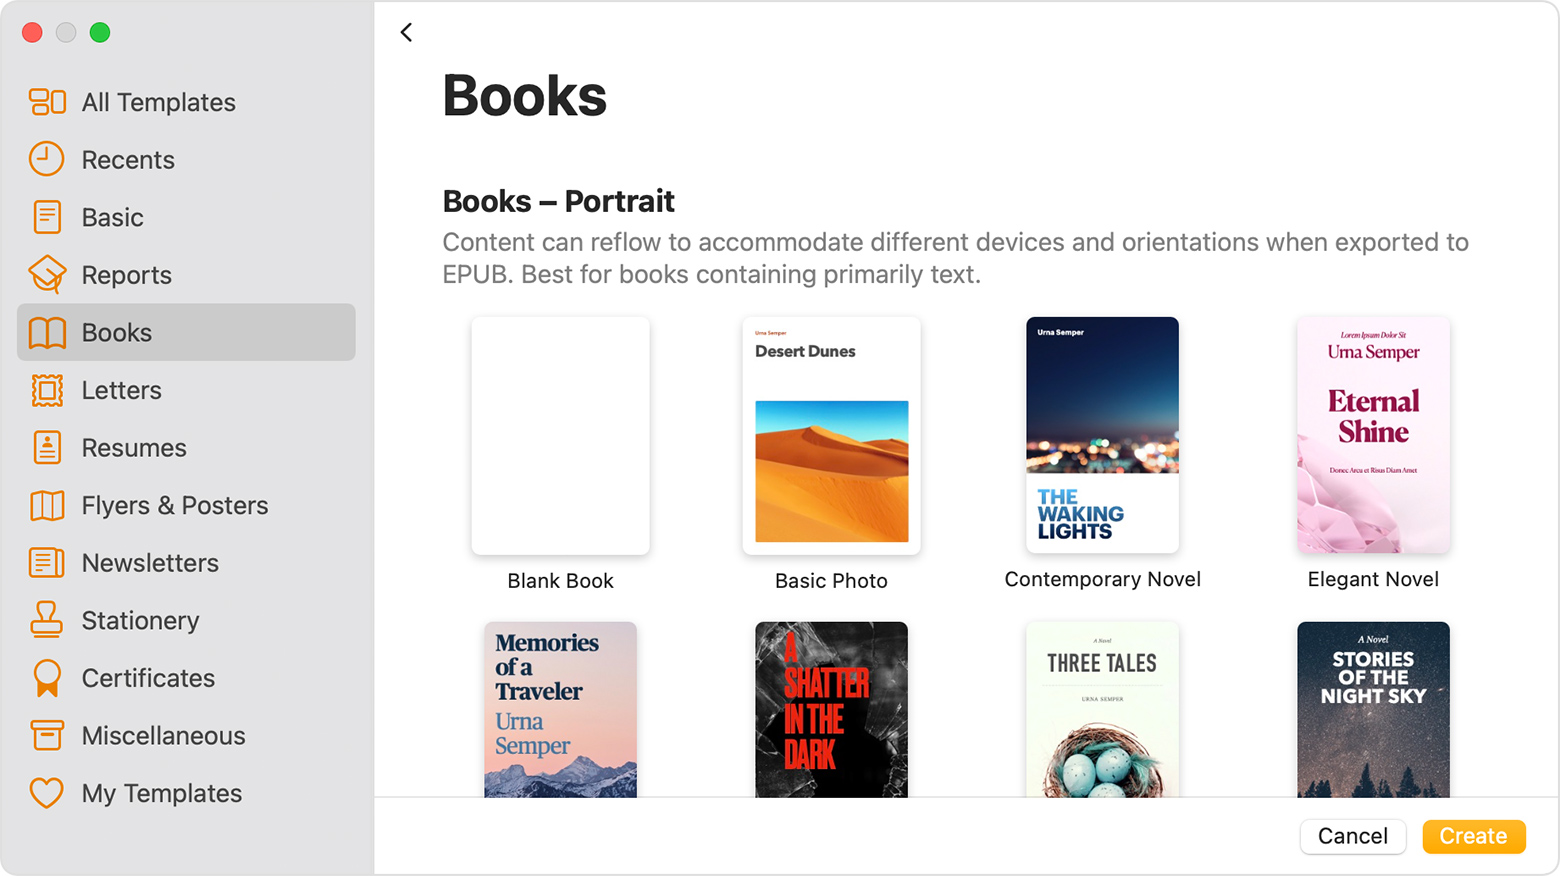 All Templates
Recents
Basic
Reports
Books
Letters
Resumes
Flyers & Posters
Newsletters
Stationery
Certificates
Miscellaneous
My Templates
Books
Books – Portrait
Content can reflow to accommodate different devices and orientations when exported to
EPUB. Best for books containing primarily text.
Urna Semper
Desert Dunes
Urna Semper
THE
WAKING
LIGHTS
Lorem Ipsum Dolor Sit
Urna Semper
Eternal
Shine
Donec Arcu et Risus Diam Amet
Blank Book
Basic Photo
Contemporary Novel
Elegant Novel
Memories
of a
Traveler
Urna
Semper
A
SHATTER
IN THE
DARK
A Novel
THREE TALES
URNA SEMPER
A Novel
STORIES
OF THE
NIGHT SKY
Cancel
Create